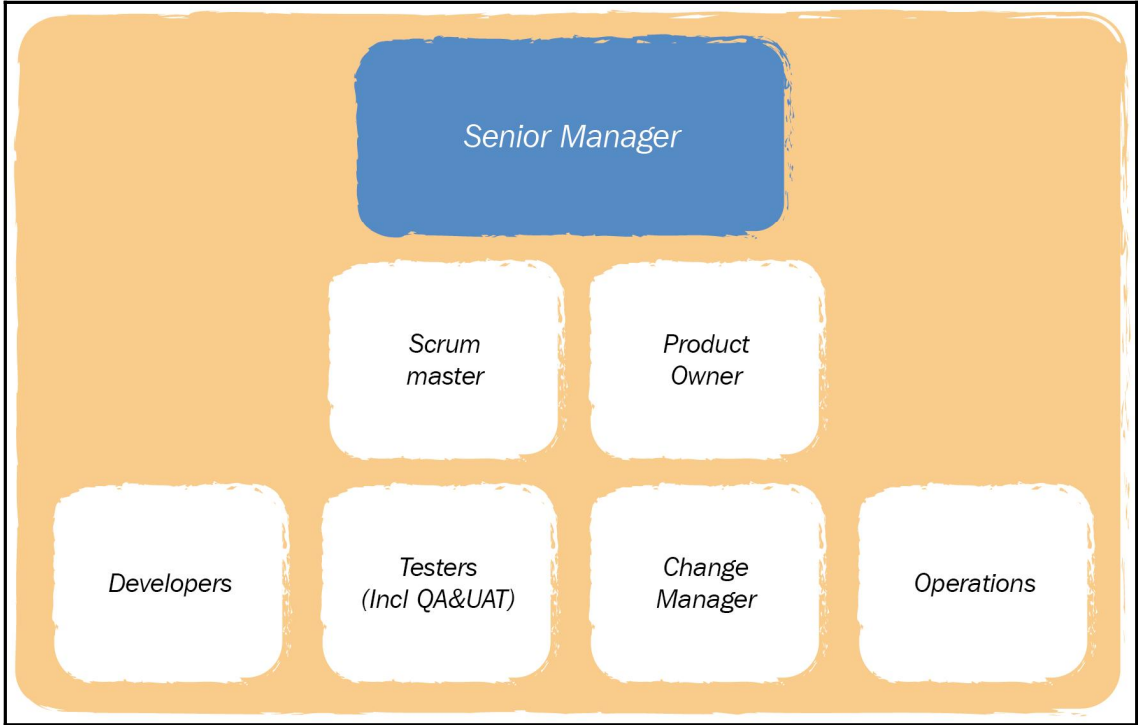 Senior Manager
Scrum
master
Product
Owner
Developers
Testers
(Incl QA&UAT)
Change
Manager
Operations